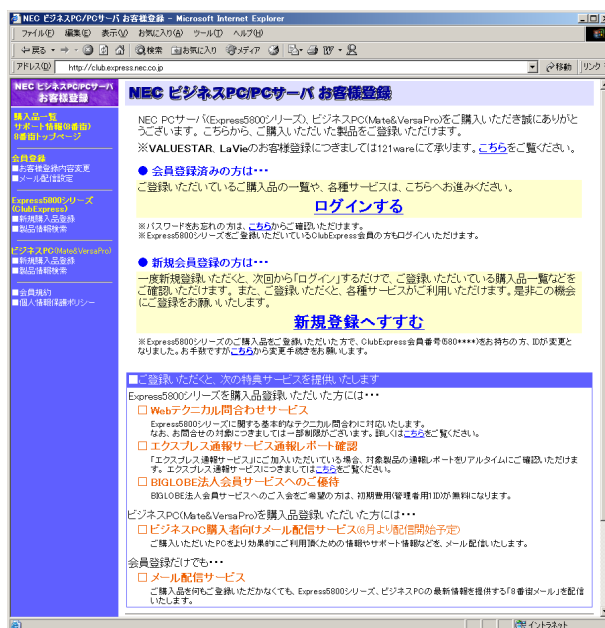 NEC ビジネスPC/PCサーバ お客様登録 - Microsoft Internet Explorer
ファイル(F) 編集(E) 表示(V) お気に入り(A) ツール(T) ヘルプ(H)
戻る 検索 お気に入り メディア
アドレス(D) http://club.express.nec.co.jp 移動 リンク
NEC ビジネスPC/PCサーバ
お客様登録
購入品一覧
サポート情報(8番街)
8番街トップページ
会員登録
■お客様登録内容変更
■メール配信設定
Express5800シリーズ
(ClubExpress)
■新規購入品登録
■製品情報検索
ビジネスPC(Mate&VersaPro)
■新規購入品登録
■製品情報検索
■会員規約
■個人情報保護ポリシー
NEC ビジネスPC/PCサーバ お客様登録
NEC PCサーバ(Express5800シリーズ)、ビジネスPC(Mate&VersaPro)をご購入いただき誠にありがと
うございます。こちらから、ご購入いただいた製品をご登録いただけます。
※VALUESTAR, LaVieのお客様登録につきましては121wareにて承ります。こちらをご覧ください。
● 会員登録済みの方は・・・
ご登録いただいているご購入品の一覧や、各種サービスは、こちらへお進みください。
ログインする
※パスワードをお忘れの方は、こちらからご確認いただけます。
※Express5800シリーズをご登録いただいているClubExpress会員の方もログインいただけます。
● 新規会員登録の方は・・・
一度新規登録いただくと、次回から「ログイン」するだけで、ご登録いただいている購入品一覧などを
ご確認いただけます。また、ご登録いただくと、各種サービスがご利用いただけます。是非この機会
にご登録をお願いいたします。
新規登録へすすむ
※Express5800シリーズのご購入品をご登録いただいた方で、ClubExpress会員番号(580****)をお持ちの方、IDが変更と
なりました。お手数ですがこちらから変更手続きをお願いします。
■ご登録いただくと、次の特典サービスを提供いたします
Express5800シリーズを購入品登録いただいた方には・・・
□ Webテクニカル問合わせサービス
Express5800シリーズに関する基本的なテクニカル問合わに対応いたします。
なお、お問合せの対象につきましては一部制限がございます。詳しくはこちらをご覧ください。
□ エクスプレス通報サービス通報レポート確認
「エクスプレス通報サービス」にご加入いただいている場合、対象製品の通報レポートをリアルタイムにご確認いただけま
す。エクスプレス通報サービスにつきましてはこちらをご覧ください。
□ BIGLOBE法人会員サービスへのご優待
BIGLOBE法人会員サービスへのご入会をご希望の方は、初期費用(管理者用1ID)が無料になります。
ビジネスPC(Mate&VersaPro)を購入品登録いただいた方には・・・
□ ビジネスPC購入者向けメール配信サービス(6月より配信開始予定)
ご購入いただいたPCをより効果的にご利用頂くための情報やサポート情報などを、メール配信いたします。
会員登録だけでも・・・
□ メール配信サービス
ご購入品を何もご登録いただかなくても、Express5800シリーズ、ビジネスPCの最新情報を提供する「8番街メール」を配信
いたします。
イントラネット